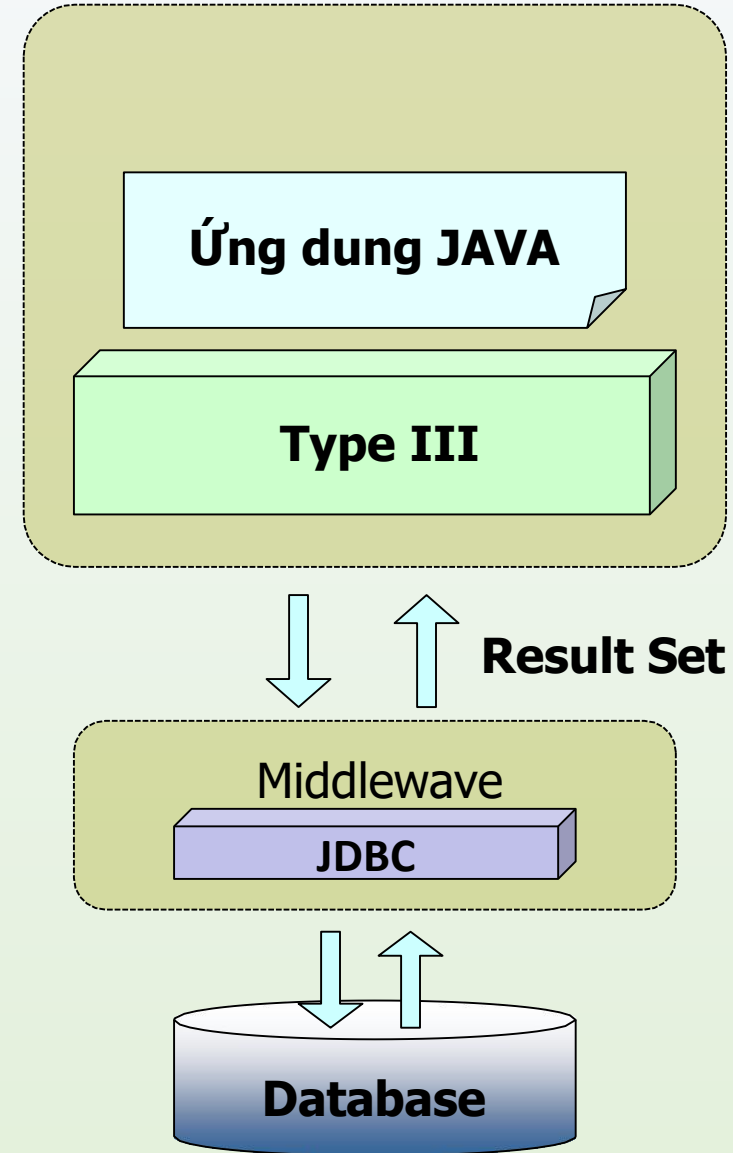 Ứng dung JAVA
Type III
Result Set
Middlewave
JDBC
Database